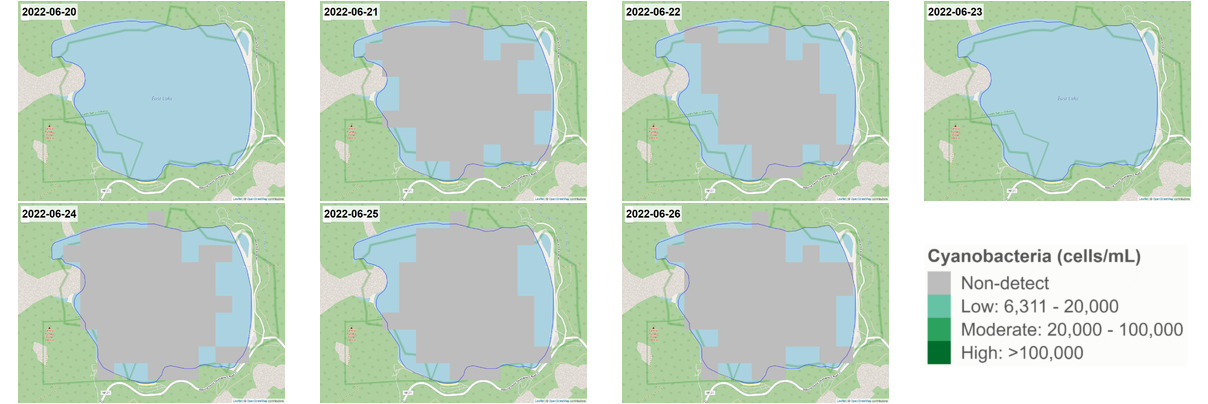 2022-06-20
2022-06-21
2022-06-22
2022-06-23
2022-06-24
2022-06-25
2022-06-26
Cyanobacteria (cells/mL)
Non-detect
Low: 6,311 - 20,000
Moderate: 20,000 - 100,000
High: >100,000